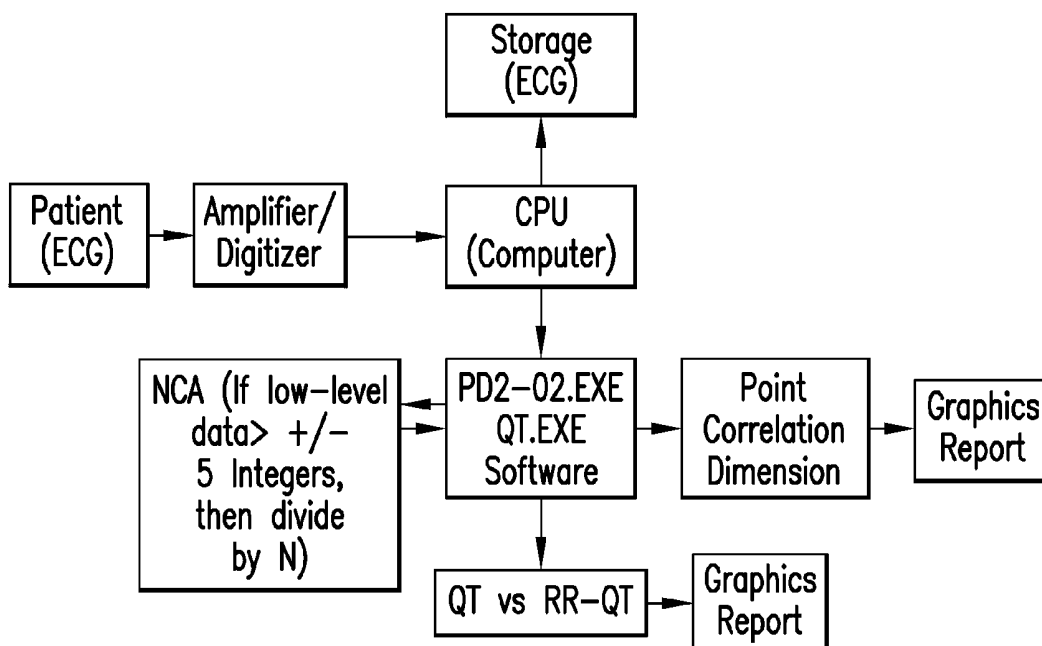 Storage
(ECG)
Patient
(ECG)
Amplifier/
Digitizer
CPU
(Computer)
NCA (If low-level
data> +/-
5 Integers,
then divide
by N)
PD2-02.EXE
QT.EXE
Software
Point
Correlation
Dimension
Graphics
Report
QT vs RR-QT
Graphics
Report